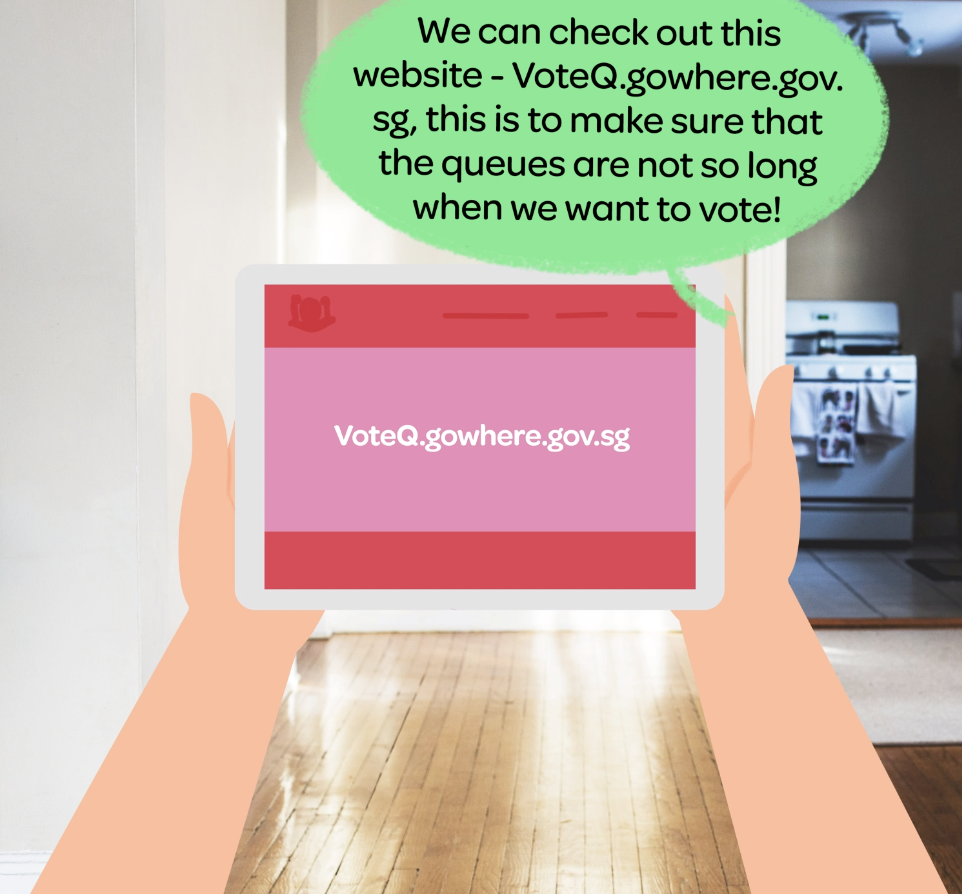 We can check out this
website - VoteQ.gowhere.gov.
sg, this is to make sure that
the queues are not so long
when we want to vote!
VoteQ.gowhere.gov.sg